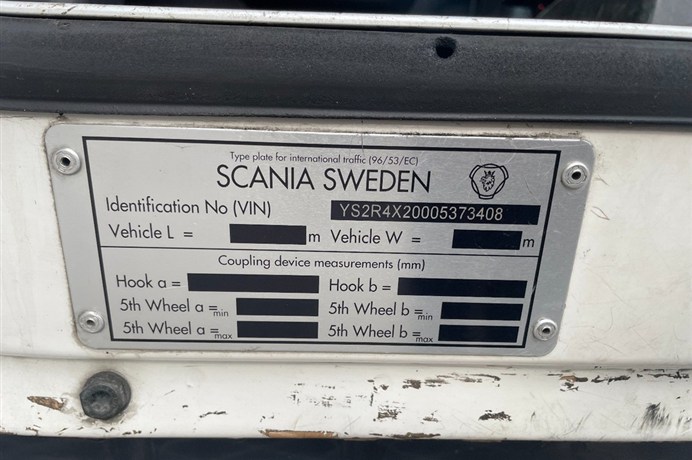 Type plate for international traffic (96/53/EC)
SCANIA SWEDEN
Identification No (VIN) YS2R4X20005373408
Vehicle L = m Vehicle W = m
Coupling device measurements (mm)
Hook a = Hook b =
5th Wheel a =min 5th Wheel b =min
5th Wheel a =max 5th Wheel b =max